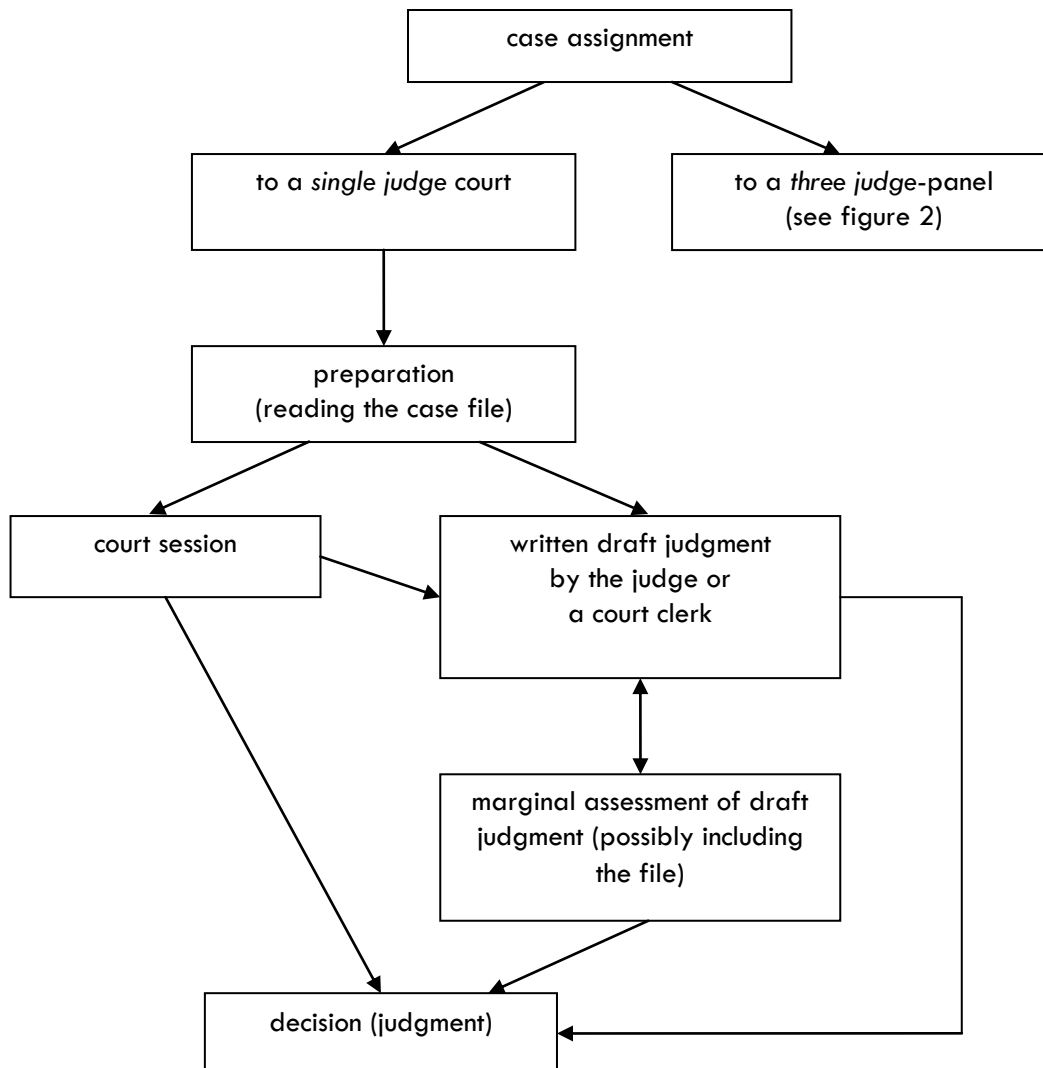 case assignment
to a single judge court
to a three judge-panel
(see figure 2)
preparation
(reading the case file)
court session
written draft judgment
by the judge or
a court clerk
marginal assessment of draft
judgment (possibly including
the file)
decision (judgment)